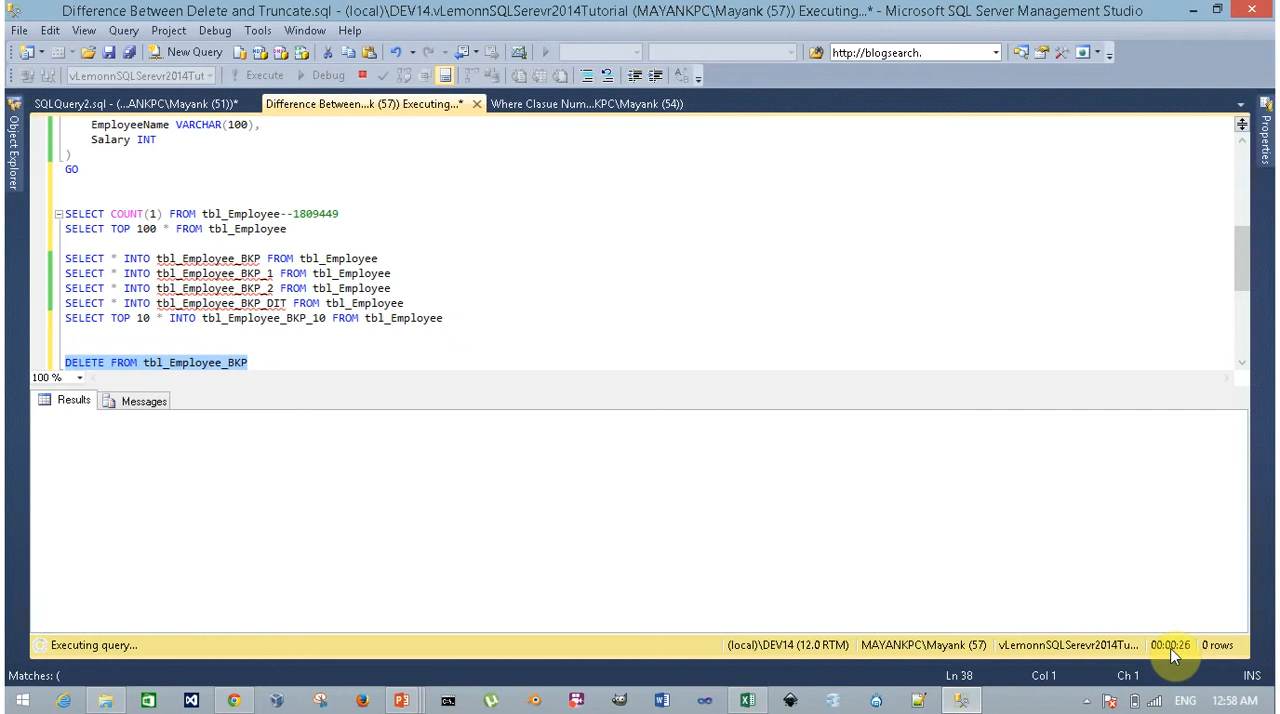 Difference Between Delete and Truncate.sql - (local)\DEV14.vLemonnSQLSerevr2014Tutorial (MAYANKPC\Mayank (57)) Executing...* - Microsoft SQL Server Management Studio
File Edit View Query Project Debug Tools Window Help
New Query http://blogsearch.
vLemonnSQLSerevr2014Tut Execute Debug
SQLQuery2.sql - (...ANKPC\Mayank (51))* Difference Between...k (57)) Executing...* Where Clasue Num...KPC\Mayank (54))
Object Explorer
Properties
EmployeeName VARCHAR(100),
Salary INT
)
GO
SELECT COUNT(1) FROM tbl_Employee--1809449
SELECT TOP 100 * FROM tbl_Employee
SELECT * INTO tbl_Employee_BKP FROM tbl_Employee
SELECT * INTO tbl_Employee_BKP_1 FROM tbl_Employee
SELECT * INTO tbl_Employee_BKP_2 FROM tbl_Employee
SELECT * INTO tbl_Employee_BKP_DIT FROM tbl_Employee
SELECT TOP 10 * INTO tbl_Employee_BKP_10 FROM tbl_Employee
DELETE FROM tbl_Employee_BKP
100 %
Results Messages
Executing query... (local)\DEV14 (12.0 RTM) MAYANKPC\Mayank (57) vLemonnSQLSerevr2014Tu... 00:00:26 0 rows
Matches: ( Ln 38 Col 1 Ch 1 INS
ENG 12:58 AM